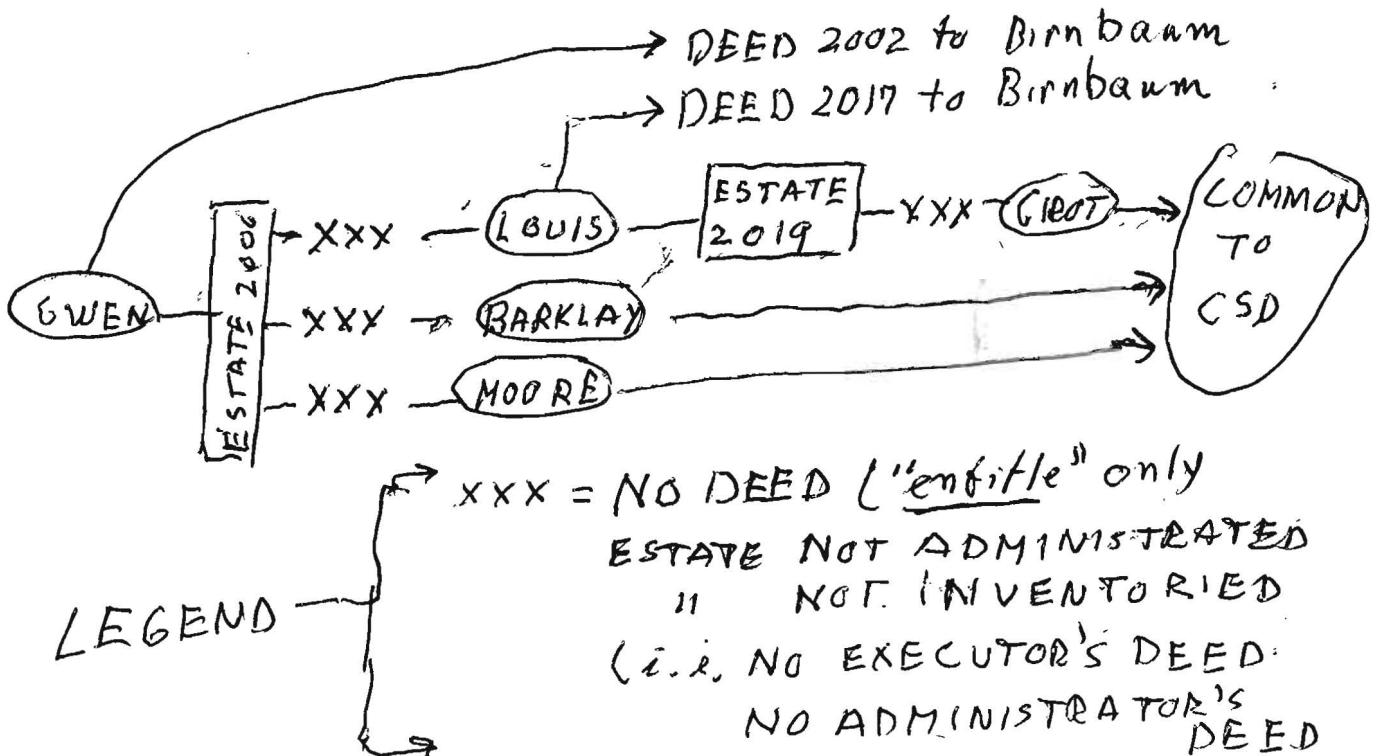 DEED 2002 to Birnbaum
DEED 2017 to Birnbaum
GWEN
ESTATE 2006
XXX
LOUIS
ESTATE
2019
XXX
COMMON
TO
CSD
XXX
BARKLAY
XXX
MOORE
LEGEND
XXX = NO DEED ("entitle" only
ESTATE NOT ADMINISTRATED
" NOT. INVENTORIED
(i.e. NO EXECUTOR'S DEED
NO ADMINISTRATOR'S
DEED